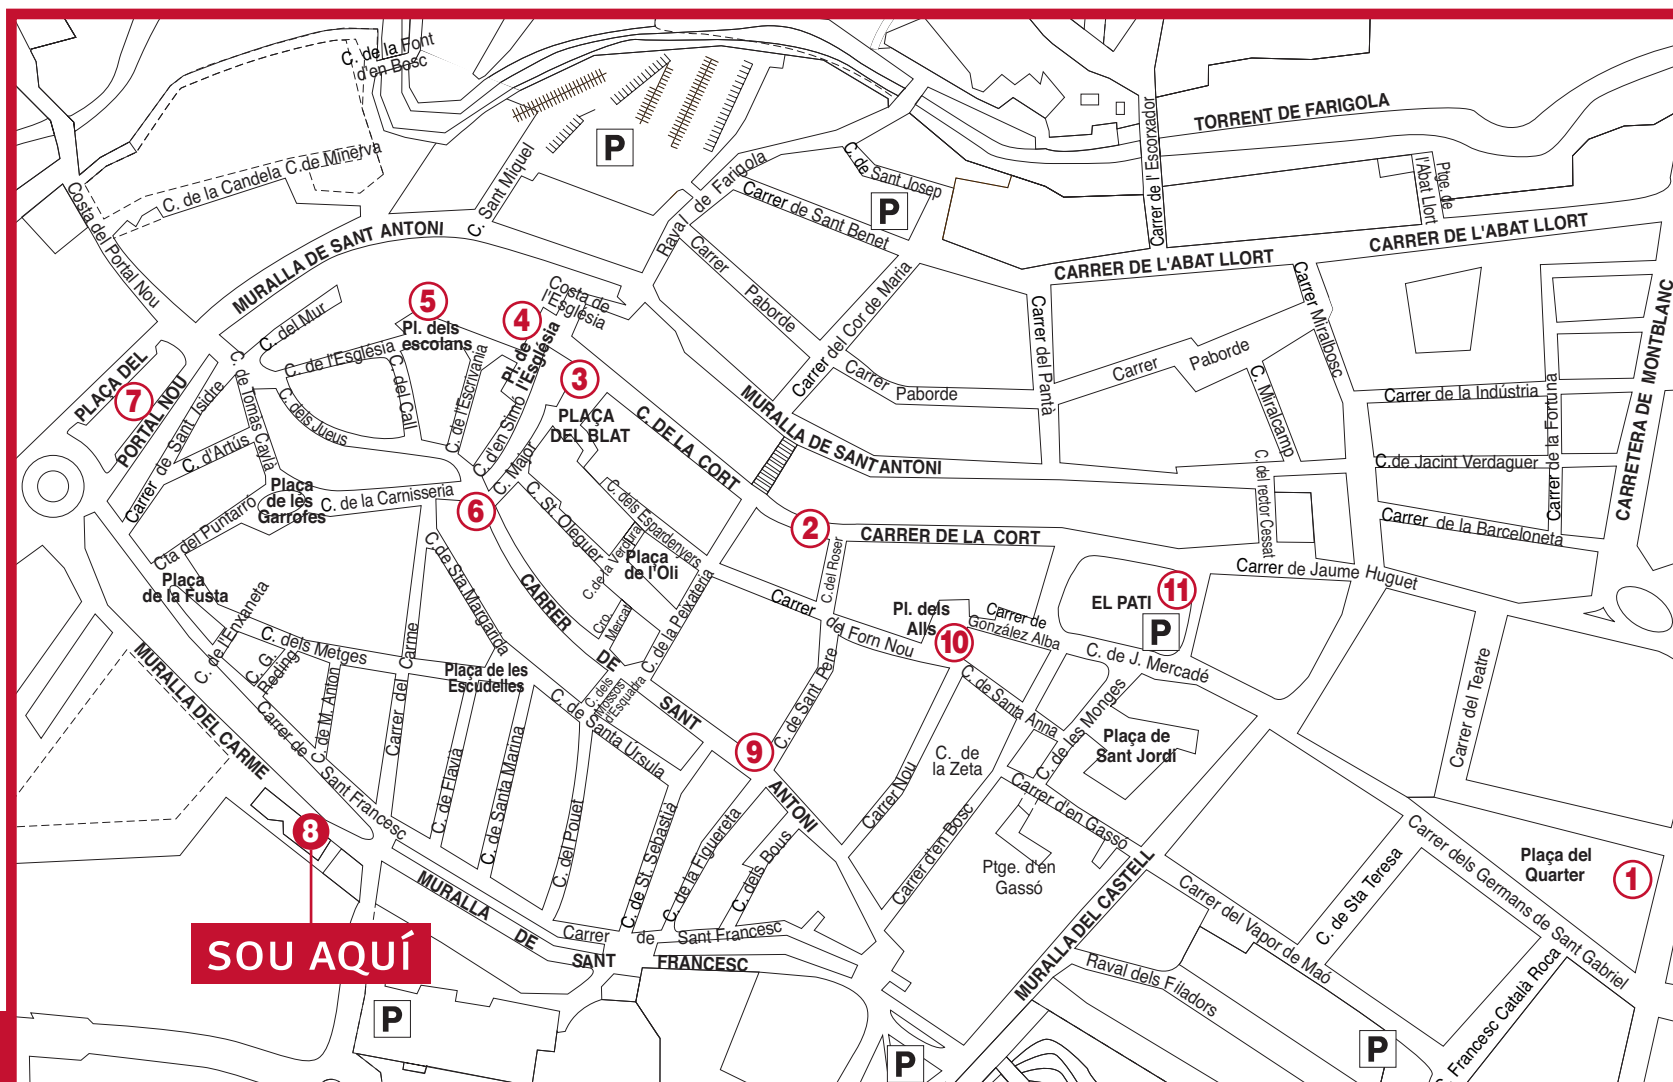 C. de la Font
d'en Bosc
C. de Minerva
C. de la Candela
Costa del Portal Nou
MURALLA DE SANT ANTONI
C. Sant Miquel
P
Raval de Farigola
C. de Sant Josep
P
Carrer de Sant Benet
Carrer de l' Escorxador
TORRENT DE FARIGOLA
Ptge. de
l'Abat Llort
CARRER DE L'ABAT LLORT
CARRER DE L'ABAT LLORT
CARRETERA DE MONTBLANC
Carrer Paborde
Carrer del Cor de Maria
Carrer Paborde
Carrer del Pantà
Carrer Paborde
Carrer Miralbosc
C. Miralcamp
Carrer de la Indústria
Carrer de la Fortuna
C.de Jacint Verdaguer
Carrer de la Barceloneta
C. del rector Cessat
Carrer de Jaume Huguet
C. del Mur
5
Pl. dels
escolans
4
Pl. de
l'Església
Costa de
l'Església
3
PLAÇA
DEL BLAT
C. DE LA CORT
MURALLA DE SANT ANTONI
PLAÇA DEL
PORTAL NOU
7
Carrer de Sant Isidre
C. de Tomàs Caylà
C. de l'Església
C. dels Jueus
C. del Call
C. de l'Escrivania
C. d'en Simó
C. Major
C. d'Artús
Plaça
de les
Garrofes
C. de la Carnisseria
6
Cta del Puntarró
Plaça
de la Fusta
C. St. Oleguer
C. dels Espardenyers
C. de la Verdura
Plaça
de l'Oli
Cro.
Mercat
C. de la Peixateria
2
CARRER DE LA CORT
C. del Roser
Carrer del Forn Nou
Pl. dels
Alls
10
Carrer de
González Alba
EL PATI
11
P
C. de J. Mercadé
C.de Sta Margarida
CARRER DE SANT ANTONI
C. de l'Enxaneta
C. dels Metges
C. G.
Roding
C. de M. Anton
Carrer del Carme
Plaça de les
Escudelles
C. de Santa Ursula
C. dels
Mossos
d'Esquadra
C. de Sant Pere
9
C. de Santa Anna
C. de les Monges
Plaça de
Sant Jordi
C. de
la Zeta
Carrer Nou
Carrer d'en Bosc
Carrer d'en Gassó
Ptge. d'en
Gassó
MURALLA DEL CASTELL
MURALLA DEL CARME
Carrer de Sant Francesc
C. de Flavià
C. de Santa Marina
C. del Pouet
C. de St. Sebastià
C. de la Figuereta
C. dels Bous
8
SOU AQUÍ
MURALLA DE SANT FRANCESC
Carrer de Sant Francesc
P
P
P
Carrer del Teatre
Carrer dels Germans de Sant Gabriel
Plaça del
Quarter
1
C. de Sta Teresa
Carrer del Vapor de Maó
Raval dels Filadors
C. Francesc Català Roca